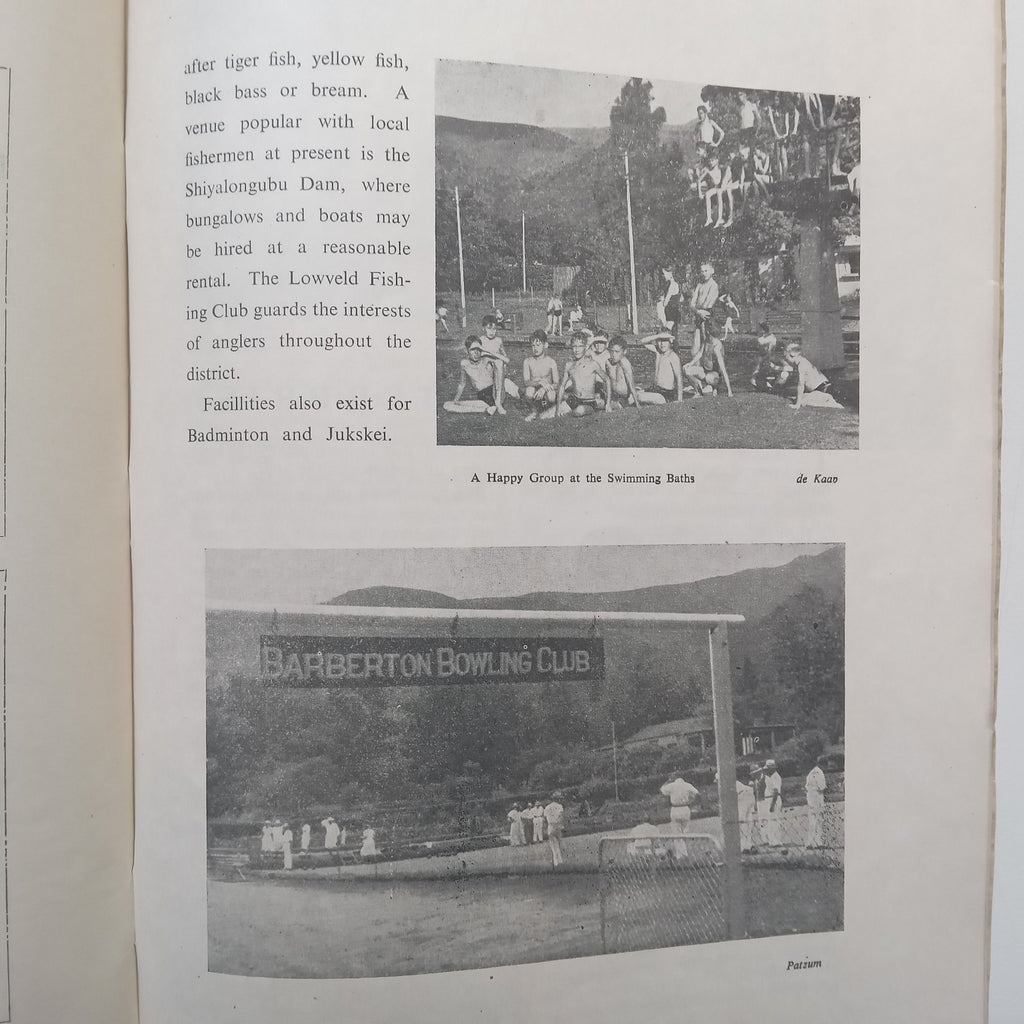 after tiger fish, yellow fish,
black bass or bream. A
venue popular with local
fishermen at present is the
Shiyalongubu Dam, where
bungalows and boats may
be hired at a reasonable
rental. The Lowveld Fish-
ing Club guards the interests
of anglers throughout the
district.
Facillities also exist for
Badminton and Jukskei.
A Happy Group at the Swimming Baths
de Kaap
BARBERTON BOWLING CLUB
Patzum